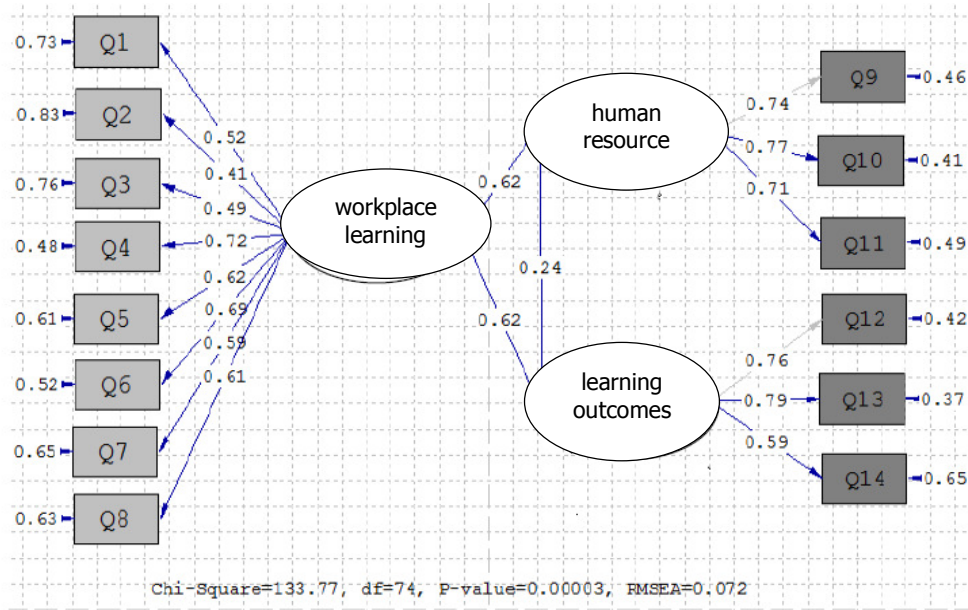 0.73 Q1
0.83 Q2
0.76 Q3
0.48 Q4
0.61 Q5
0.52 Q6
0.65 Q7
0.63 Q8
0.52
0.41
0.49
0.72
0.62
0.69
0.59
0.61
workplace
learning
0.62
0.62
0.24
human
resource
learning
outcomes
0.74
0.77
0.71
0.76
0.79
0.59
Q9 0.46
Q10 0.41
Q11 0.49
Q12 0.42
Q13 0.37
Q14 0.65
Chi-Square=133.77, df=74, P-value=0.00003, RMSEA=0.072